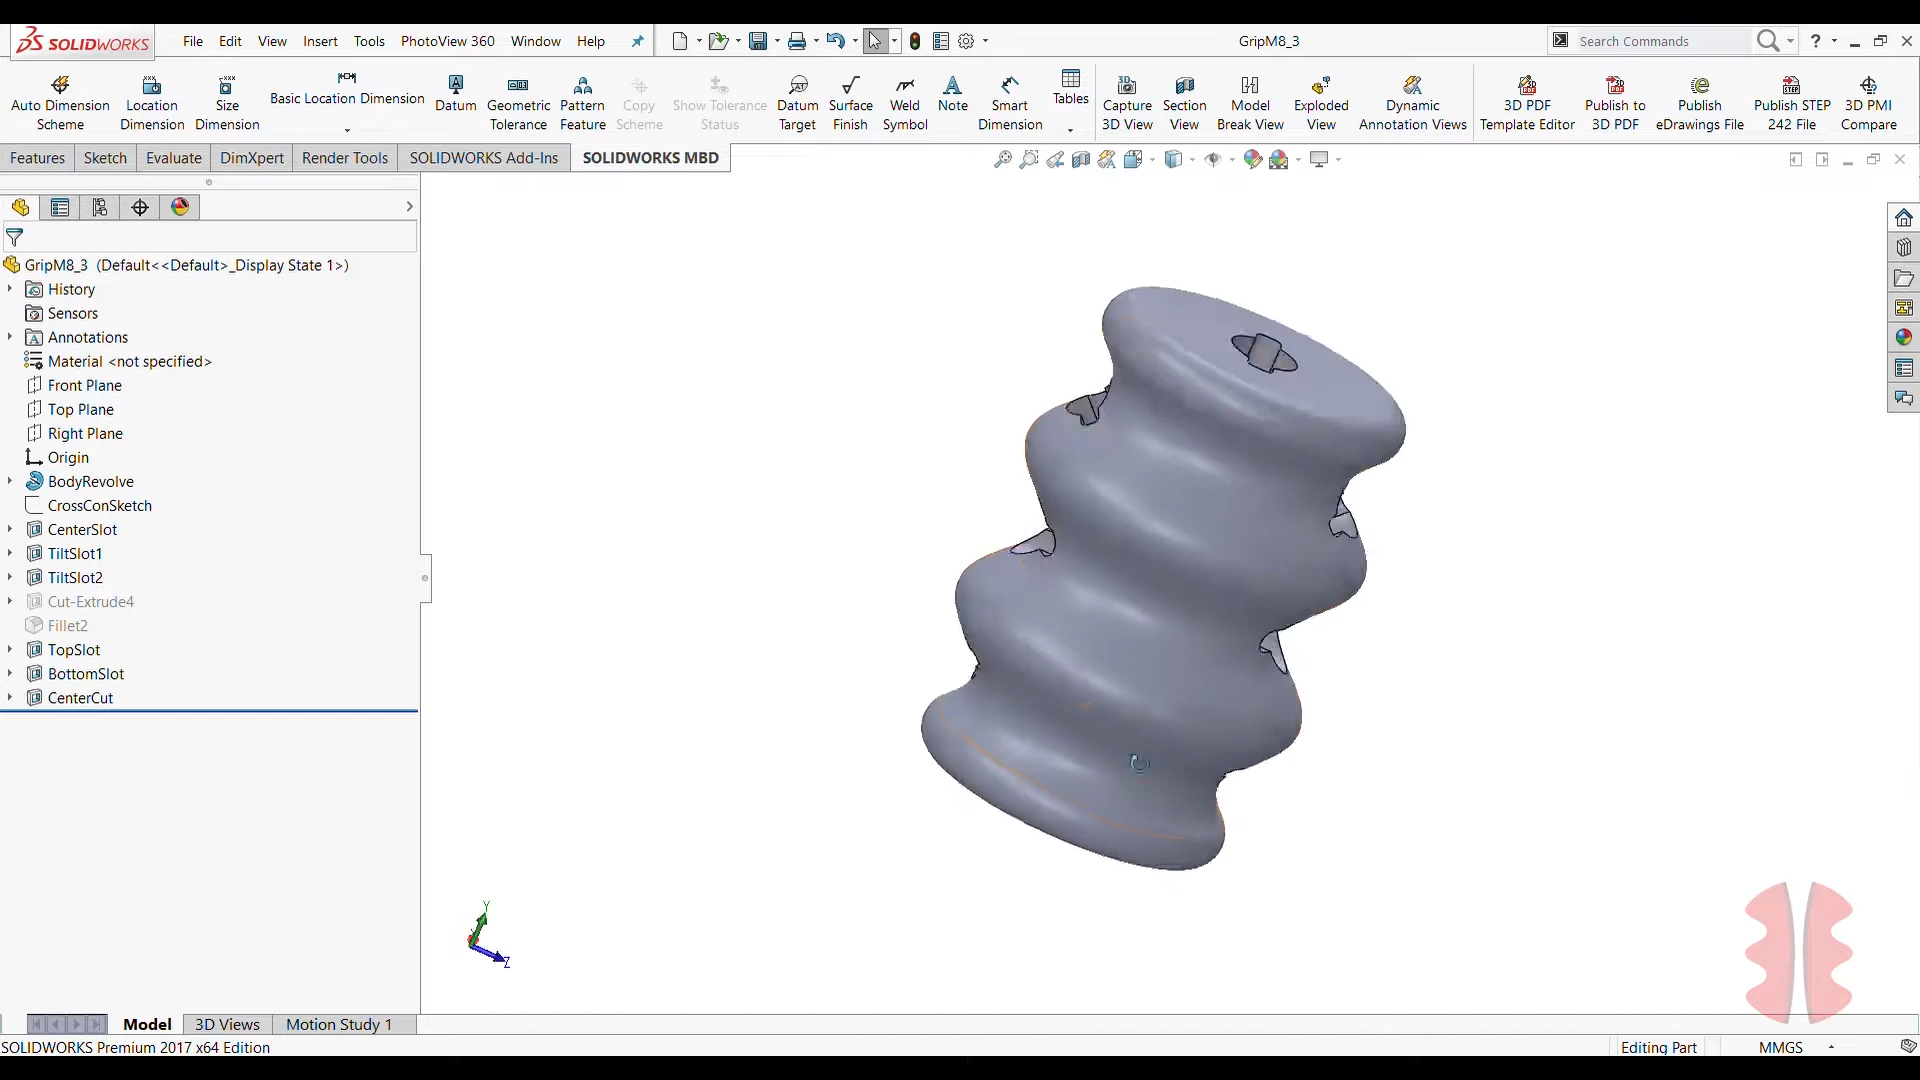 SOLIDWORKS File Edit View Insert Tools PhotoView 360 Window Help GripM8_3 Search Commands ?
Auto Dimension Scheme
Location Dimension
Size Dimension
Basic Location Dimension
Datum
Geometric Tolerance
Pattern Feature
Copy Scheme
Show Tolerance Status
Datum Target
Surface Finish
Weld Symbol
Note
Smart Dimension
Tables
Capture 3D View
Section View
Model Break View
Exploded View
Dynamic Annotation Views
3D PDF Template Editor
Publish to 3D PDF
Publish eDrawings File
Publish STEP 242 File
3D PMI Compare
Features Sketch Evaluate DimXpert Render Tools SOLIDWORKS Add-Ins SOLIDWORKS MBD
GripM8_3 (Default<<Default>_Display State 1>)
History
Sensors
Annotations
Material <not specified>
Front Plane
Top Plane
Right Plane
Origin
BodyRevolve
CrossConSketch
CenterSlot
TiltSlot1
TiltSlot2
Cut-Extrude4
Fillet2
TopSlot
BottomSlot
CenterCut
Y
Z
Model 3D Views Motion Study 1
SOLIDWORKS Premium 2017 x64 Edition Editing Part MMGS